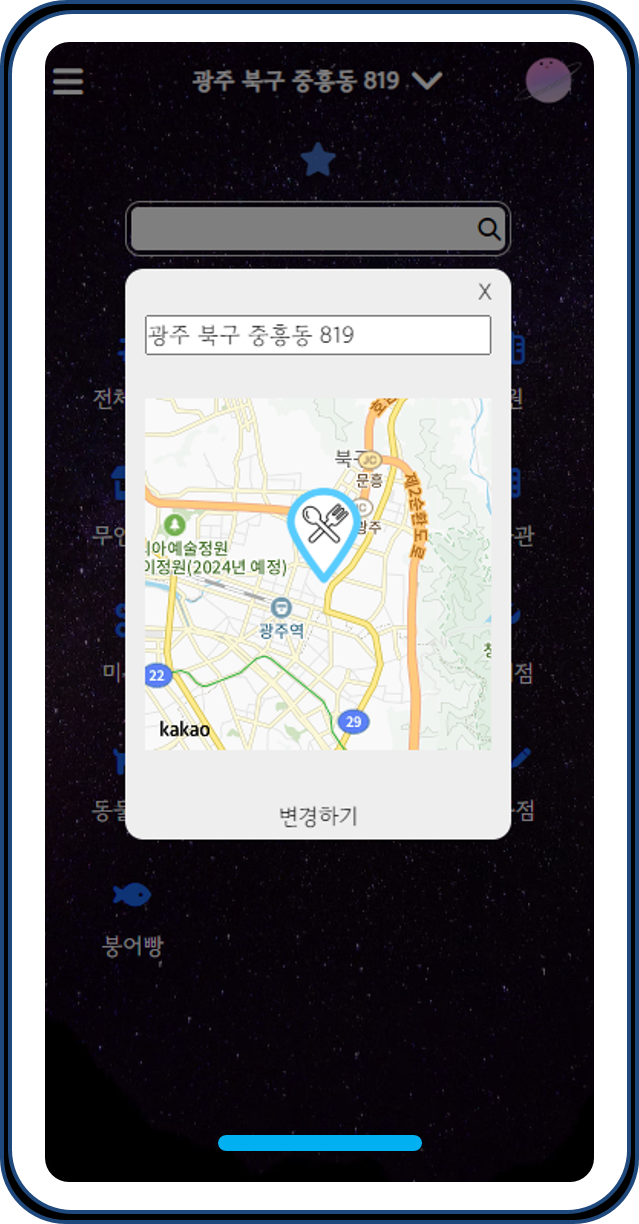 광주 북구 중흥동 819
X
광주 북구 중흥동 819
전체
원
북구
JC
문흥
JC
광주
제2순환도로
이아예술정원
이정원(2024년 예정)
광주역
22
29
kakao
무인
관
미
점
동물
점
변경하기
붕어빵